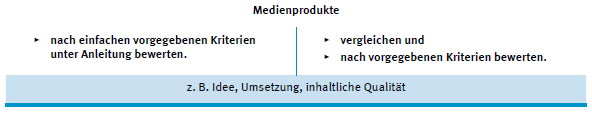 Medienprodukte
▸ nach einfachen vorgegebenen Kriterien
unter Anleitung bewerten.
▸ vergleichen und
▸ nach vorgegebenen Kriterien bewerten.
z. B. Idee, Umsetzung, inhaltliche Qualität